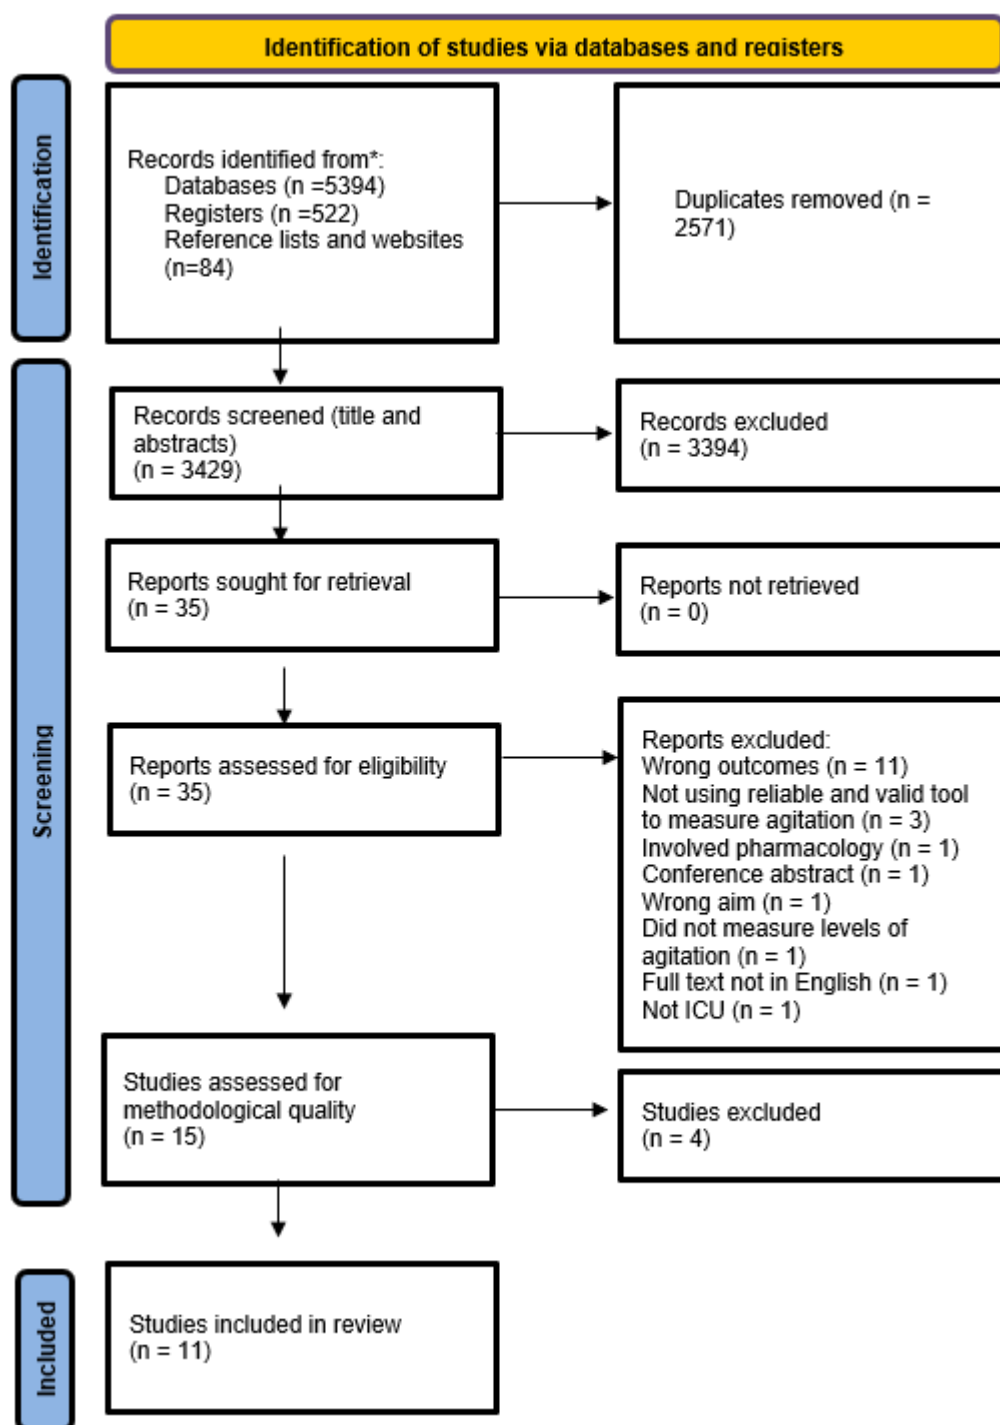 Identification of studies via databases and registers
Identification
Records identified from*:
Databases (n =5394)
Registers (n =522)
Reference lists and websites
(n=84)
Duplicates removed (n =
2571)
Screening
Records screened (title and
abstracts)
(n = 3429)
Records excluded
(n = 3394)
Reports sought for retrieval
(n = 35)
Reports not retrieved
(n = 0)
Reports assessed for eligibility
(n = 35)
Reports excluded:
Wrong outcomes (n = 11)
Not using reliable and valid tool
to measure agitation (n = 3)
Involved pharmacology (n = 1)
Conference abstract (n = 1)
Wrong aim (n = 1)
Did not measure levels of
agitation (n = 1)
Full text not in English (n = 1)
Not ICU (n = 1)
Studies assessed for
methodological quality
(n = 15)
Studies excluded
(n = 4)
Included
Studies included in review
(n = 11)